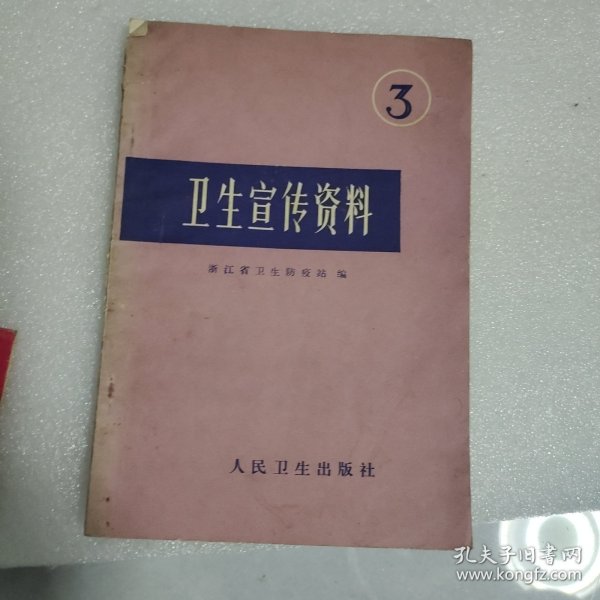 3
卫生宣传资料
浙江省卫生防疫站 编
人民卫生出版社
孔夫子旧书网
www.kongfz.com